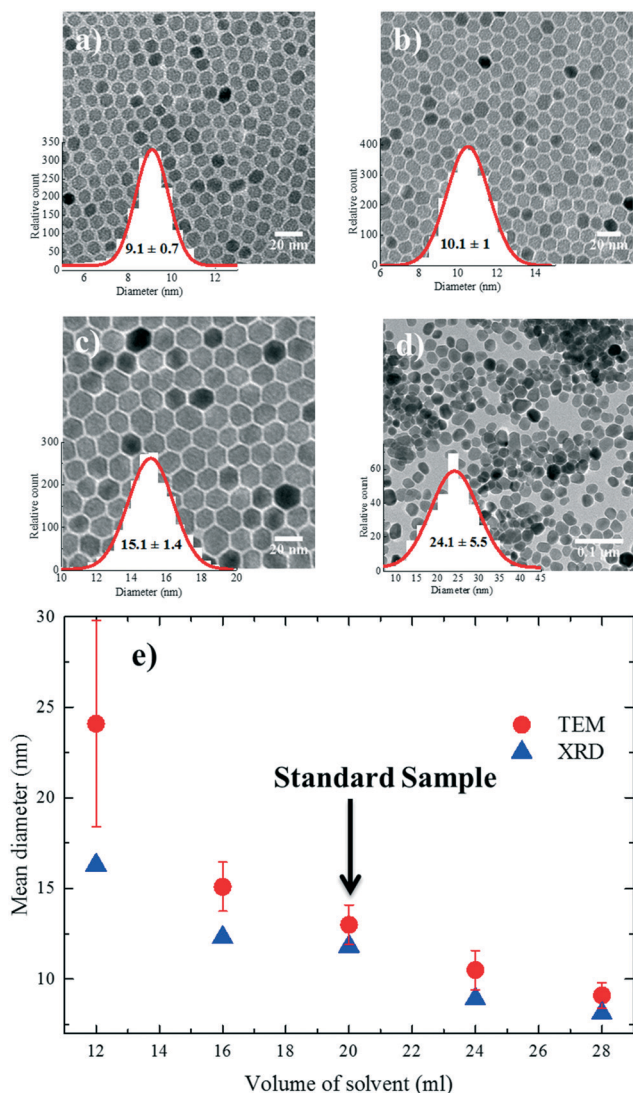 a)
350
300
250
200
150
100
50
0
Relative count
9.1 ± 0.7
20 nm
6 8 10 12
Diameter (nm)
b)
400
300
200
100
0
Relative count
10.1 ± 1
20 nm
6 8 10 12 14
Diameter (nm)
c)
300
200
100
0
Relative count
15.1 ± 1.4
20 nm
10 12 14 16 18 20
Diameter (nm)
d)
60
40
20
0
Relative count
24.1 ± 5.5
0.1 µm
10 15 20 25 30 35 40 45
Diameter (nm)
e)
30
25
20
15
10
Mean diameter (nm)
TEM
XRD
Standard Sample
12 14 16 18 20 22 24 26 28
Volume of solvent (ml)